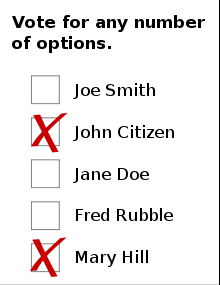 Vote for any number
of options.
Joe Smith
John Citizen
Jane Doe
Fred Rubble
Mary Hill